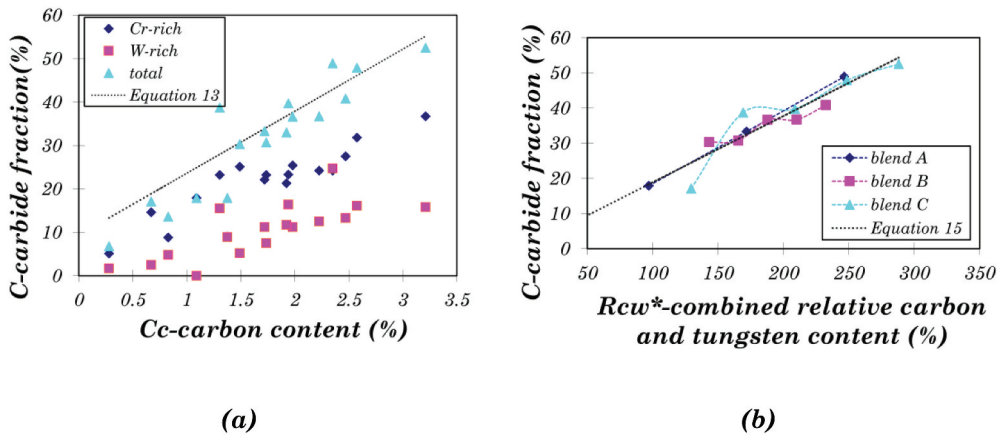 C-carbide fraction(%)
60
50
40
30
20
10
0
Cr-rich
W-rich
total
Equation 13
0 0.5 1 1.5 2 2.5 3 3.5
Cc-carbon content (%)
(a)
C-carbide fraction (%)
60
50
40
30
20
10
0
blend A
blend B
blend C
Equation 15
50 100 150 200 250 300 350
Rcw*-combined relative carbon
and tungsten content (%)
(b)